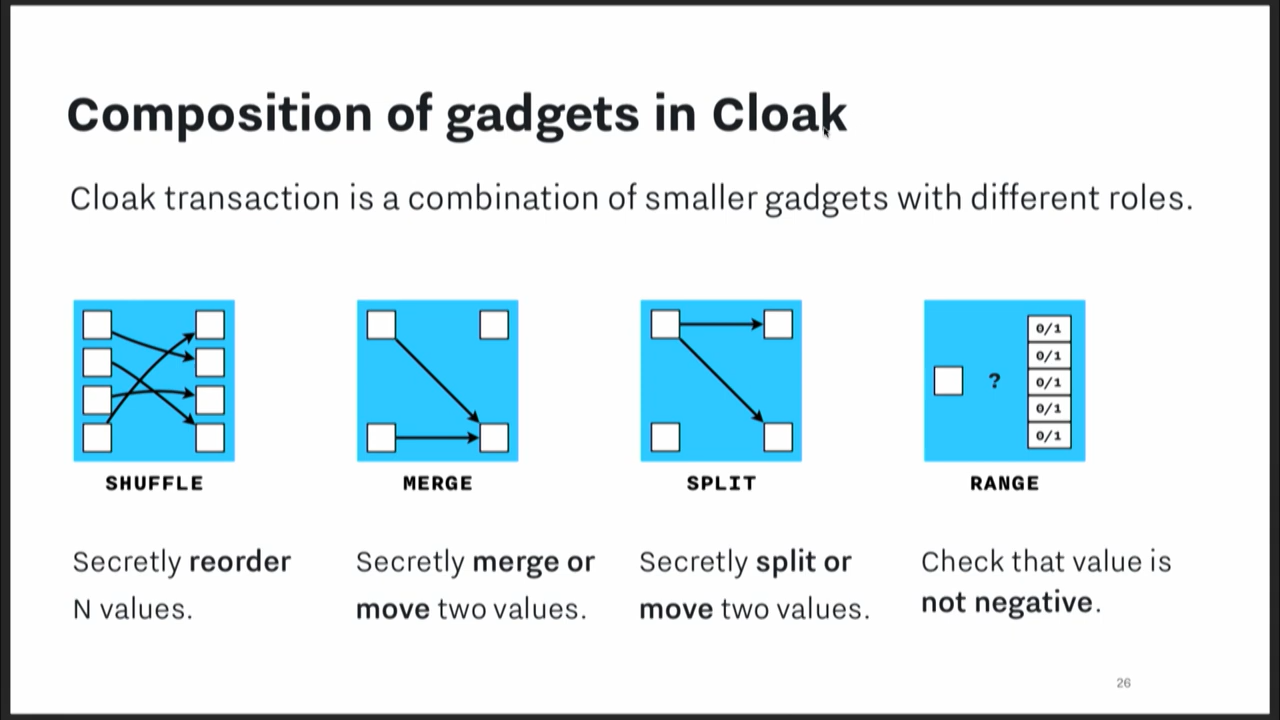 Composition of gadgets in Cloak
Cloak transaction is a combination of smaller gadgets with different roles.
0/1
? 0/1
0/1
0/1
0/1
SHUFFLE
MERGE
SPLIT
RANGE
Secretly reorder
N values.
Secretly merge or
move two values.
Secretly split or
move two values.
Check that value is
not negative.
26